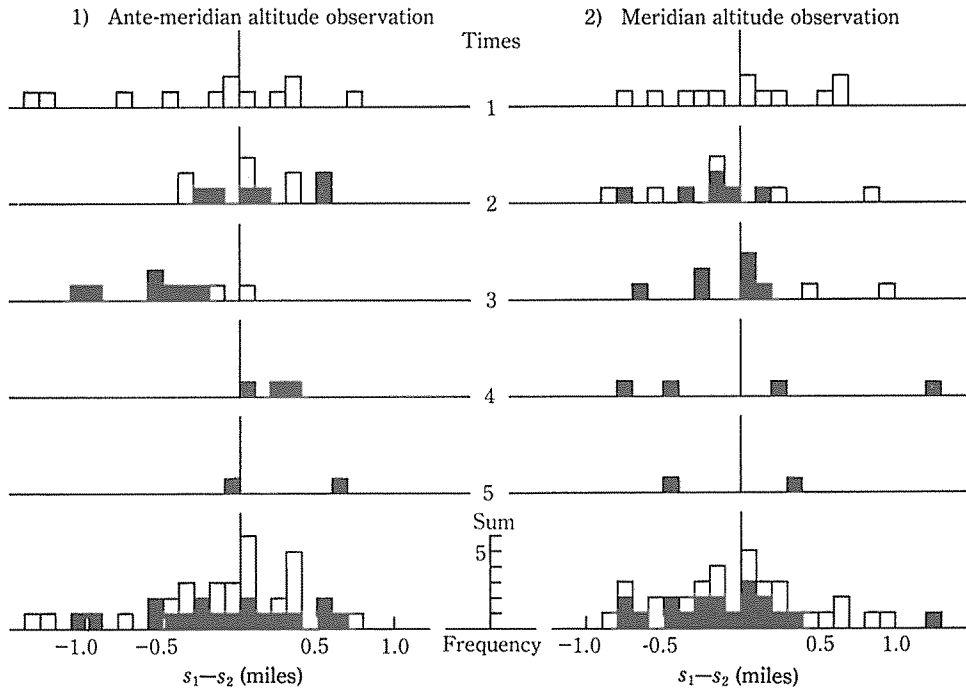 1) Ante-meridian altitude observation
2) Meridian altitude observation
Times
1
2
3
4
5
Sum
5
Frequency
−1.0 −0.5 0.5 1.0
−1.0 -0.5 0.5 1.0
s₁—s₂ (miles)
s₁—s₂ (miles)